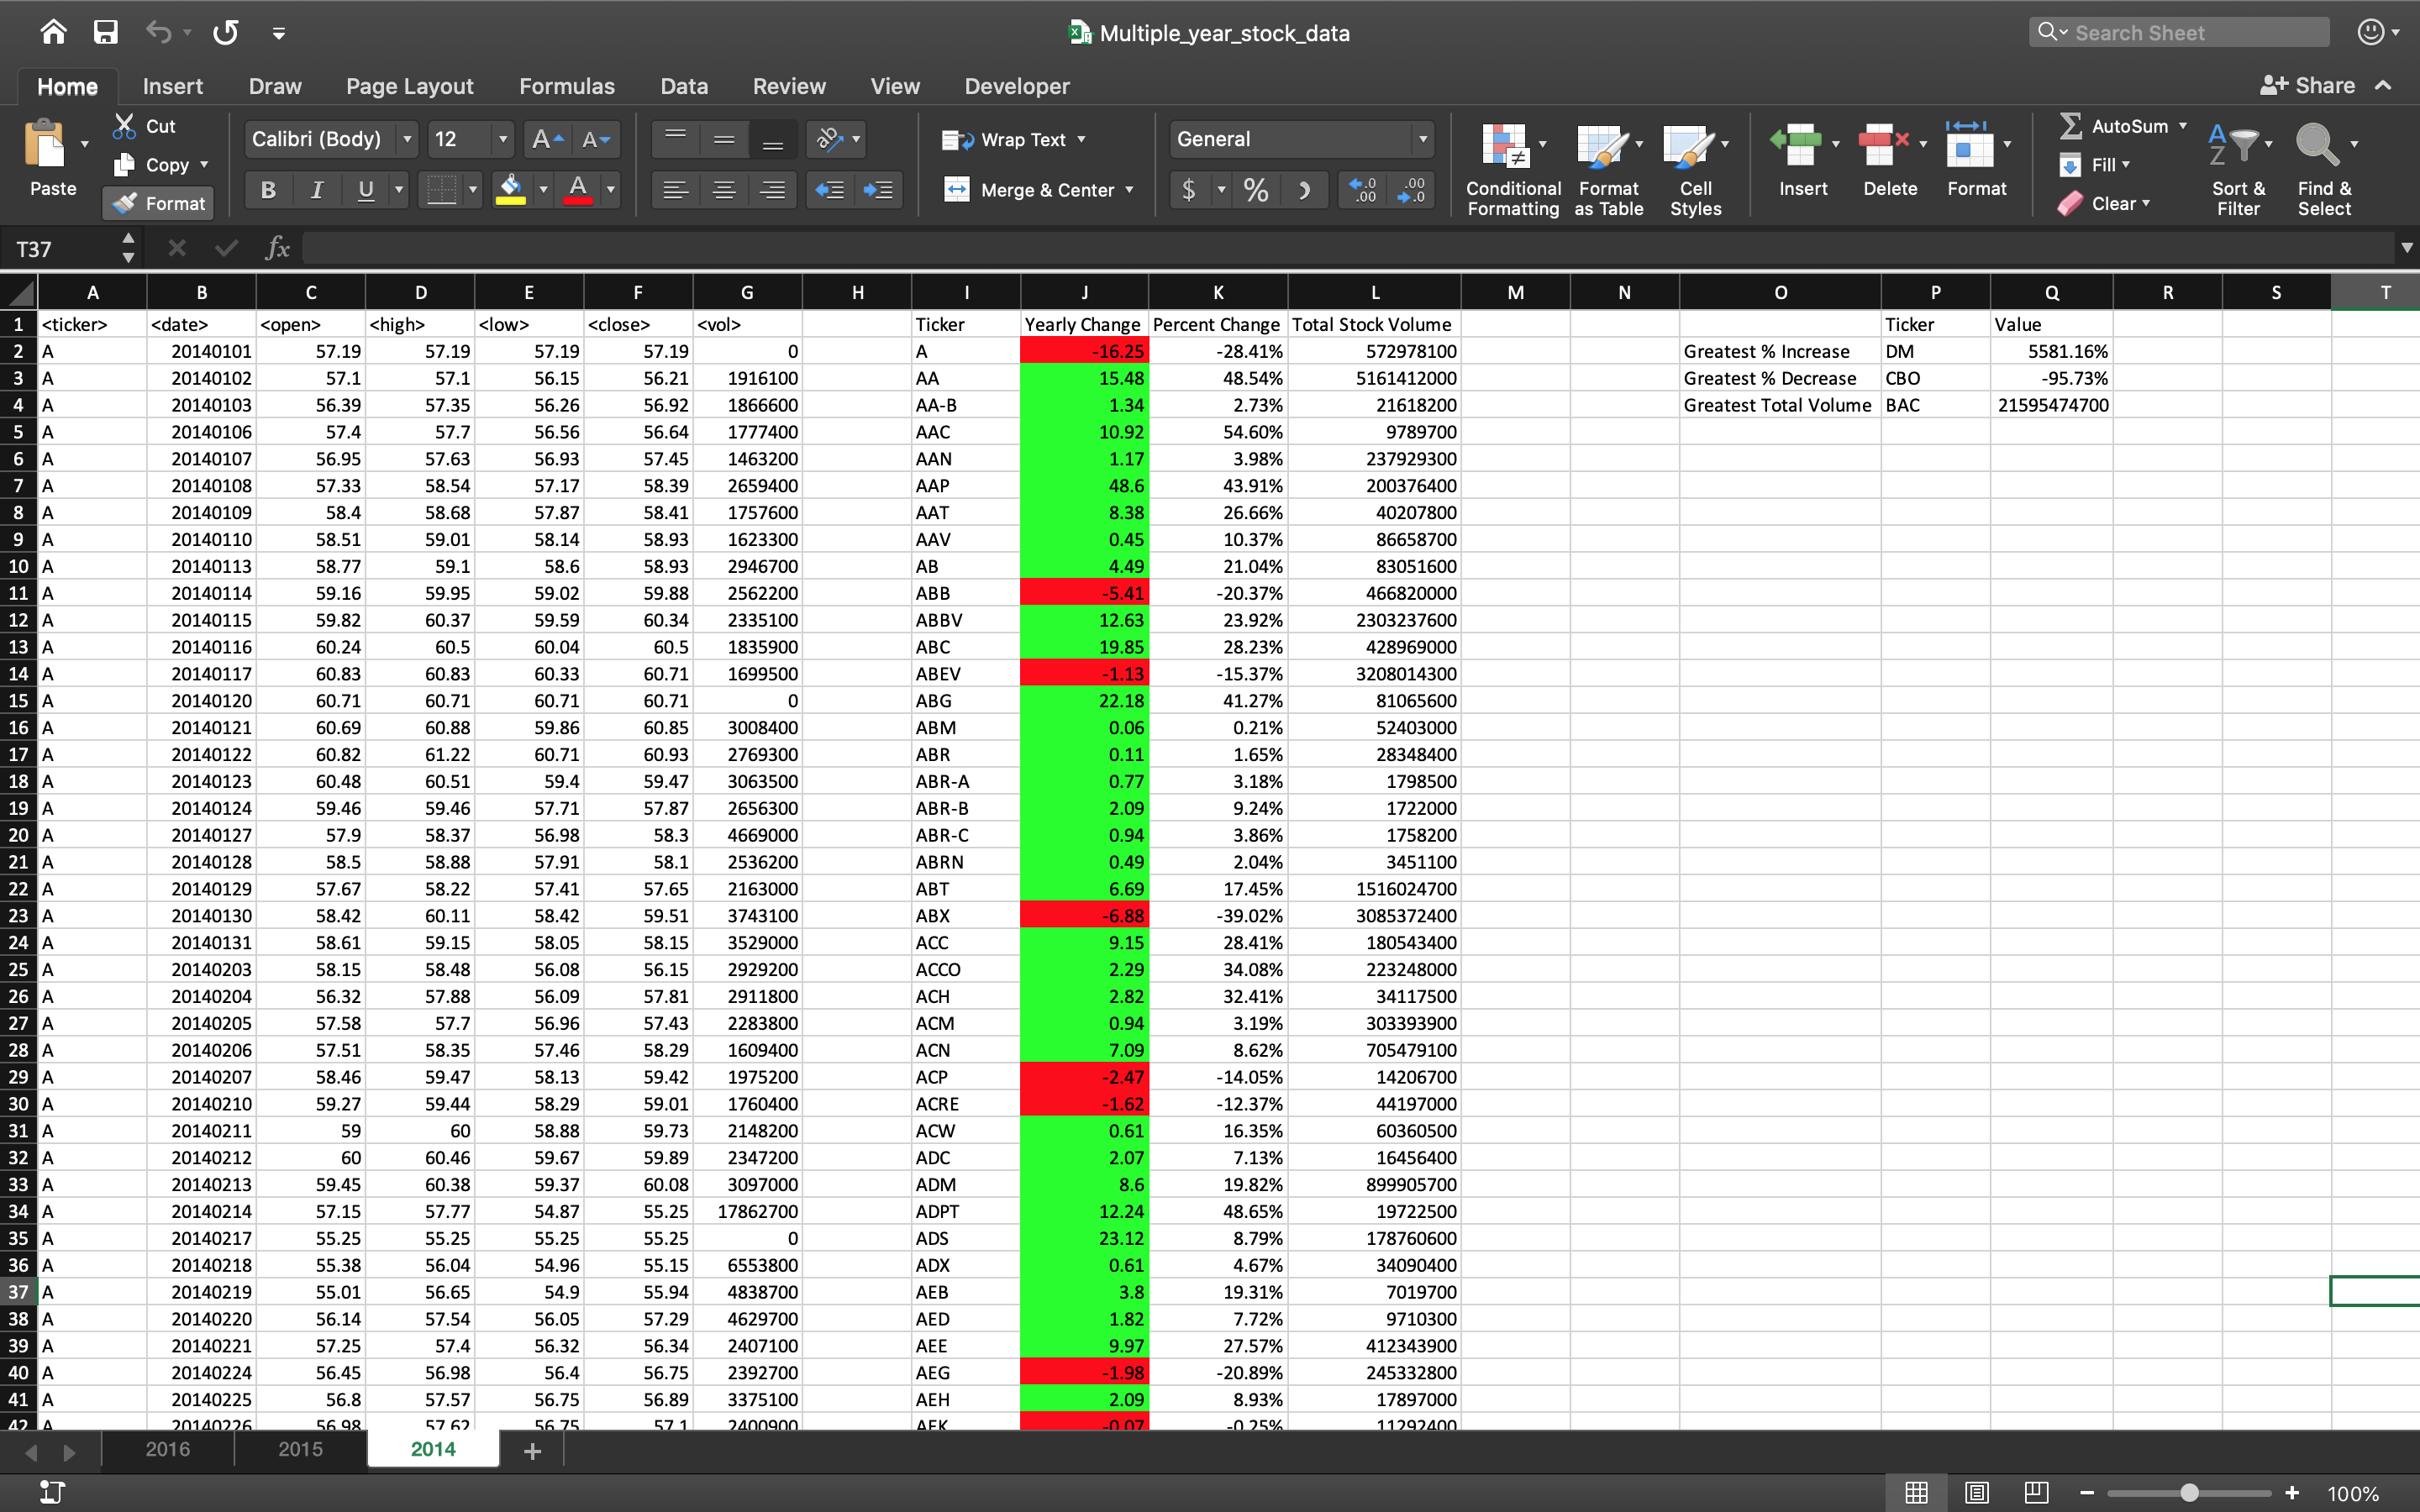 Multiple_year_stock_data
Search Sheet
Home Insert Draw Page Layout Formulas Data Review View Developer Share
Cut
Copy
Format
Paste
Calibri (Body) 12 A A
B I U A
ab
Wrap Text
Merge & Center
General
$ % .0 .00 .00 .0
Conditional Formatting
Format as Table
Cell Styles
Insert
Delete
Format
AutoSum
Fill
Clear
A Z
Sort & Filter
Find & Select
T37 fx
A B C D E F G H I J K L M N O P Q R S T
1 <ticker> <date> <open> <high> <low> <close> <vol> Ticker Yearly Change Percent Change Total Stock Volume Ticker Value
2 A 20140101 57.19 57.19 57.19 57.19 0 A -16.25 -28.41% 572978100 Greatest % Increase DM 5581.16%
3 A 20140102 57.1 57.1 56.15 56.21 1916100 AA 15.48 48.54% 5161412000 Greatest % Decrease CBO -95.73%
4 A 20140103 56.39 57.35 56.26 56.92 1866600 AA-B 1.34 2.73% 21618200 Greatest Total Volume BAC 21595474700
5 A 20140106 57.4 57.7 56.56 56.64 1777400 AAC 10.92 54.60% 9789700
6 A 20140107 56.95 57.63 56.93 57.45 1463200 AAN 1.17 3.98% 237929300
7 A 20140108 57.33 58.54 57.17 58.39 2659400 AAP 48.6 43.91% 200376400
8 A 20140109 58.4 58.68 57.87 58.41 1757600 AAT 8.38 26.66% 40207800
9 A 20140110 58.51 59.01 58.14 58.93 1623300 AAV 0.45 10.37% 86658700
10 A 20140113 58.77 59.1 58.6 58.93 2946700 AB 4.49 21.04% 83051600
11 A 20140114 59.16 59.95 59.02 59.88 2562200 ABB -5.41 -20.37% 466820000
12 A 20140115 59.82 60.37 59.59 60.34 2335100 ABBV 12.63 23.92% 2303237600
13 A 20140116 60.24 60.5 60.04 60.5 1835900 ABC 19.85 28.23% 428969000
14 A 20140117 60.83 60.83 60.33 60.71 1699500 ABEV -1.13 -15.37% 3208014300
15 A 20140120 60.71 60.71 60.71 60.71 0 ABG 22.18 41.27% 81065600
16 A 20140121 60.69 60.88 59.86 60.85 3008400 ABM 0.06 0.21% 52403000
17 A 20140122 60.82 61.22 60.71 60.93 2769300 ABR 0.11 1.65% 28348400
18 A 20140123 60.48 60.51 59.4 59.47 3063500 ABR-A 0.77 3.18% 1798500
19 A 20140124 59.46 59.46 57.71 57.87 2656300 ABR-B 2.09 9.24% 1722000
20 A 20140127 57.9 58.37 56.98 58.3 4669000 ABR-C 0.94 3.86% 1758200
21 A 20140128 58.5 58.88 57.91 58.1 2536200 ABRN 0.49 2.04% 3451100
22 A 20140129 57.67 58.22 57.41 57.65 2163000 ABT 6.69 17.45% 1516024700
23 A 20140130 58.42 60.11 58.42 59.51 3743100 ABX -6.88 -39.02% 3085372400
24 A 20140131 58.61 59.15 58.05 58.15 3529000 ACC 9.15 28.41% 180543400
25 A 20140203 58.15 58.48 56.08 56.15 2929200 ACCO 2.29 34.08% 223248000
26 A 20140204 56.32 57.88 56.09 57.81 2911800 ACH 2.82 32.41% 34117500
27 A 20140205 57.58 57.7 56.96 57.43 2283800 ACM 0.94 3.19% 303393900
28 A 20140206 57.51 58.35 57.46 58.29 1609400 ACN 7.09 8.62% 705479100
29 A 20140207 58.46 59.47 58.13 59.42 1975200 ACP -2.47 -14.05% 14206700
30 A 20140210 59.27 59.44 58.29 59.01 1760400 ACRE -1.62 -12.37% 44197000
31 A 20140211 59 60 58.88 59.73 2148200 ACW 0.61 16.35% 60360500
32 A 20140212 60 60.46 59.67 59.89 2347200 ADC 2.07 7.13% 16456400
33 A 20140213 59.45 60.38 59.37 60.08 3097000 ADM 8.6 19.82% 899905700
34 A 20140214 57.15 57.77 54.87 55.25 17862700 ADPT 12.24 48.65% 19722500
35 A 20140217 55.25 55.25 55.25 55.25 0 ADS 23.12 8.79% 178760600
36 A 20140218 55.38 56.04 54.96 55.15 6553800 ADX 0.61 4.67% 34090400
37 A 20140219 55.01 56.65 54.9 55.94 4838700 AEB 3.8 19.31% 7019700
38 A 20140220 56.14 57.54 56.05 57.29 4629700 AED 1.82 7.72% 9710300
39 A 20140221 57.25 57.4 56.32 56.34 2407100 AEE 9.97 27.57% 412343900
40 A 20140224 56.45 56.98 56.4 56.75 2392700 AEG -1.98 -20.89% 245332800
41 A 20140225 56.8 57.57 56.75 56.89 3375100 AEH 2.09 8.93% 17897000
42 A 20140226 56.98 57.62 56.75 57.1 2400900 AEK -0.07 -0.25% 11292400
2016 2015 2014 +
100%